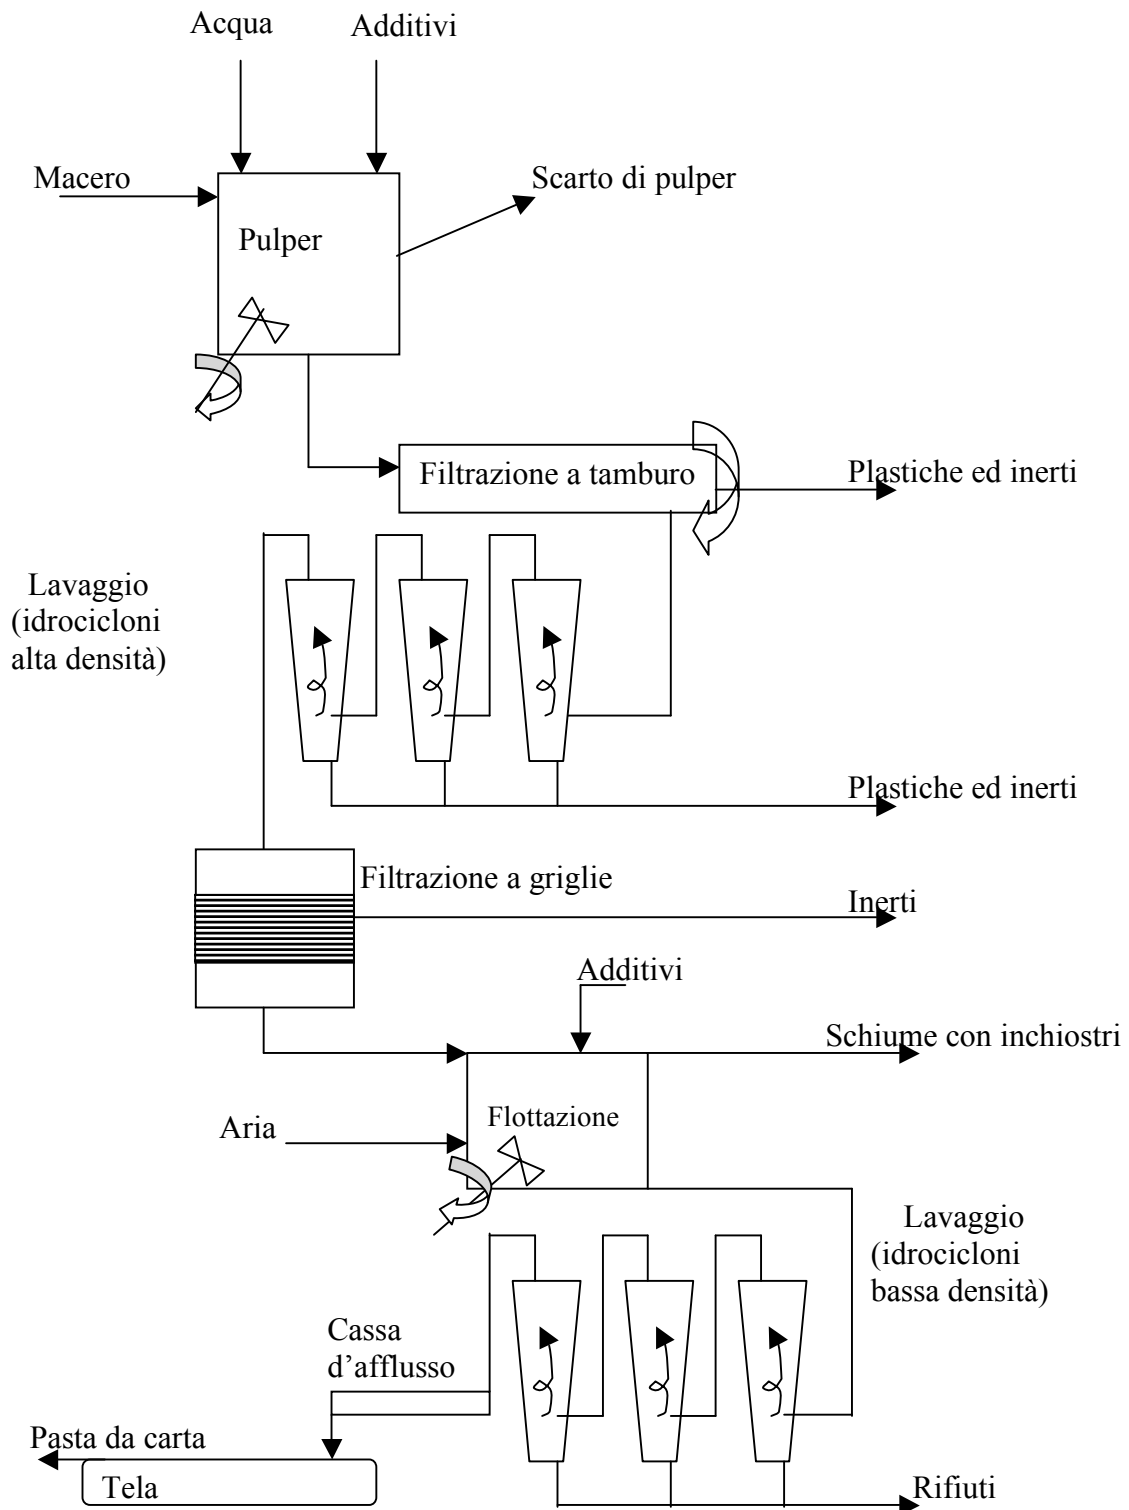 Acqua
Additivi
Macero
Scarto di pulper
Pulper
Filtrazione a tamburo
Plastiche ed inerti
Lavaggio
(idrocicloni
alta densità)
Plastiche ed inerti
Filtrazione a griglie
Inerti
Additivi
Schiume con inchiostri
Flottazione
Aria
Lavaggio
(idrocicloni
bassa densità)
Cassa
d’afflusso
Pasta da carta
Tela
Rifiuti